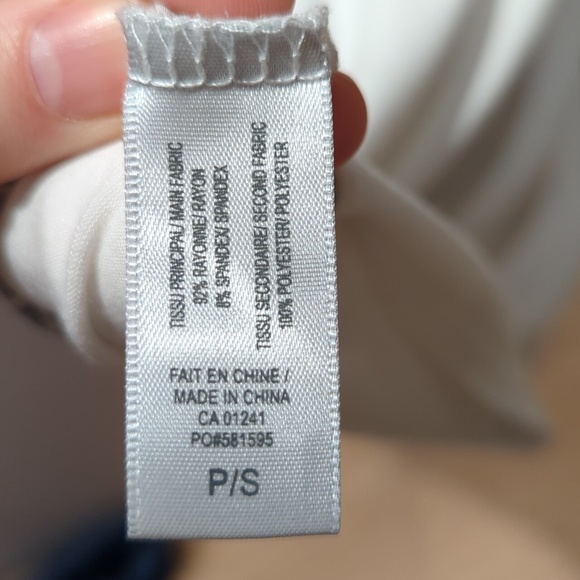 TISSU PRINCIPAL/ MAIN FABRIC
92% RAYONNE/ RAYON
8% SPANDEX/ SPANDEX
TISSU SECONDAIRE/ SECOND FABRIC
100% POLYESTER/ POLYESTER
FAIT EN CHINE /
MADE IN CHINA
CA 01241
PO#581595
P/S